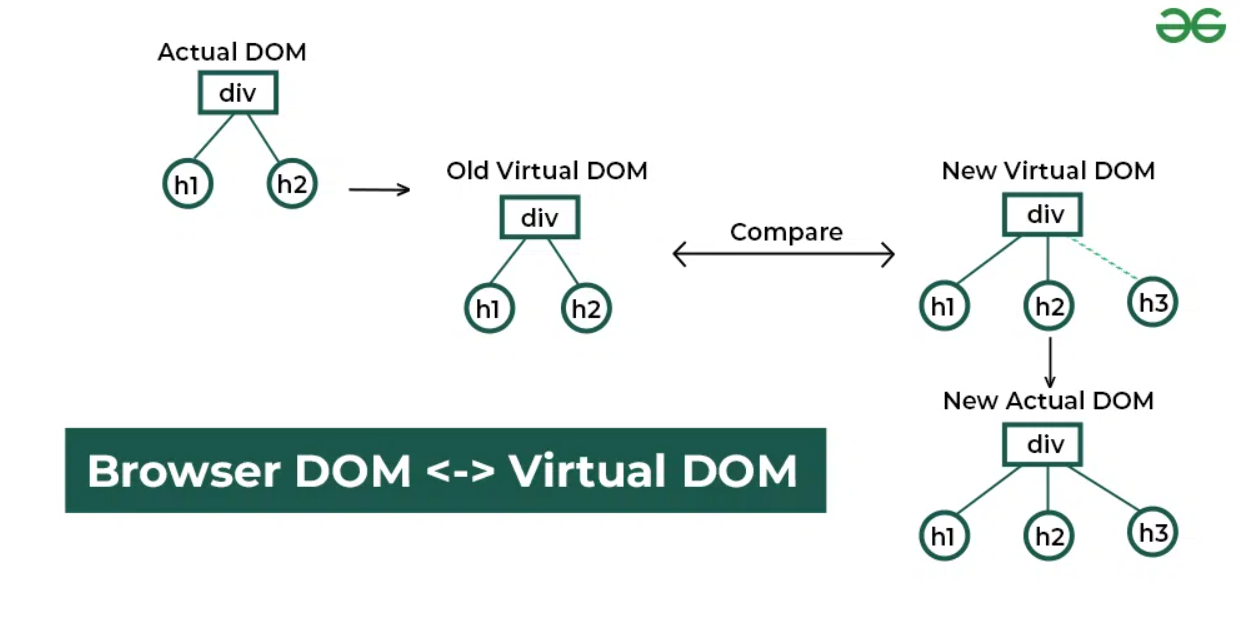 Actual DOM
div
h1
h2
Old Virtual DOM
div
h1
h2
Compare
New Virtual DOM
div
h1
h2
h3
New Actual DOM
div
h1
h2
h3
Browser DOM <-> Virtual DOM